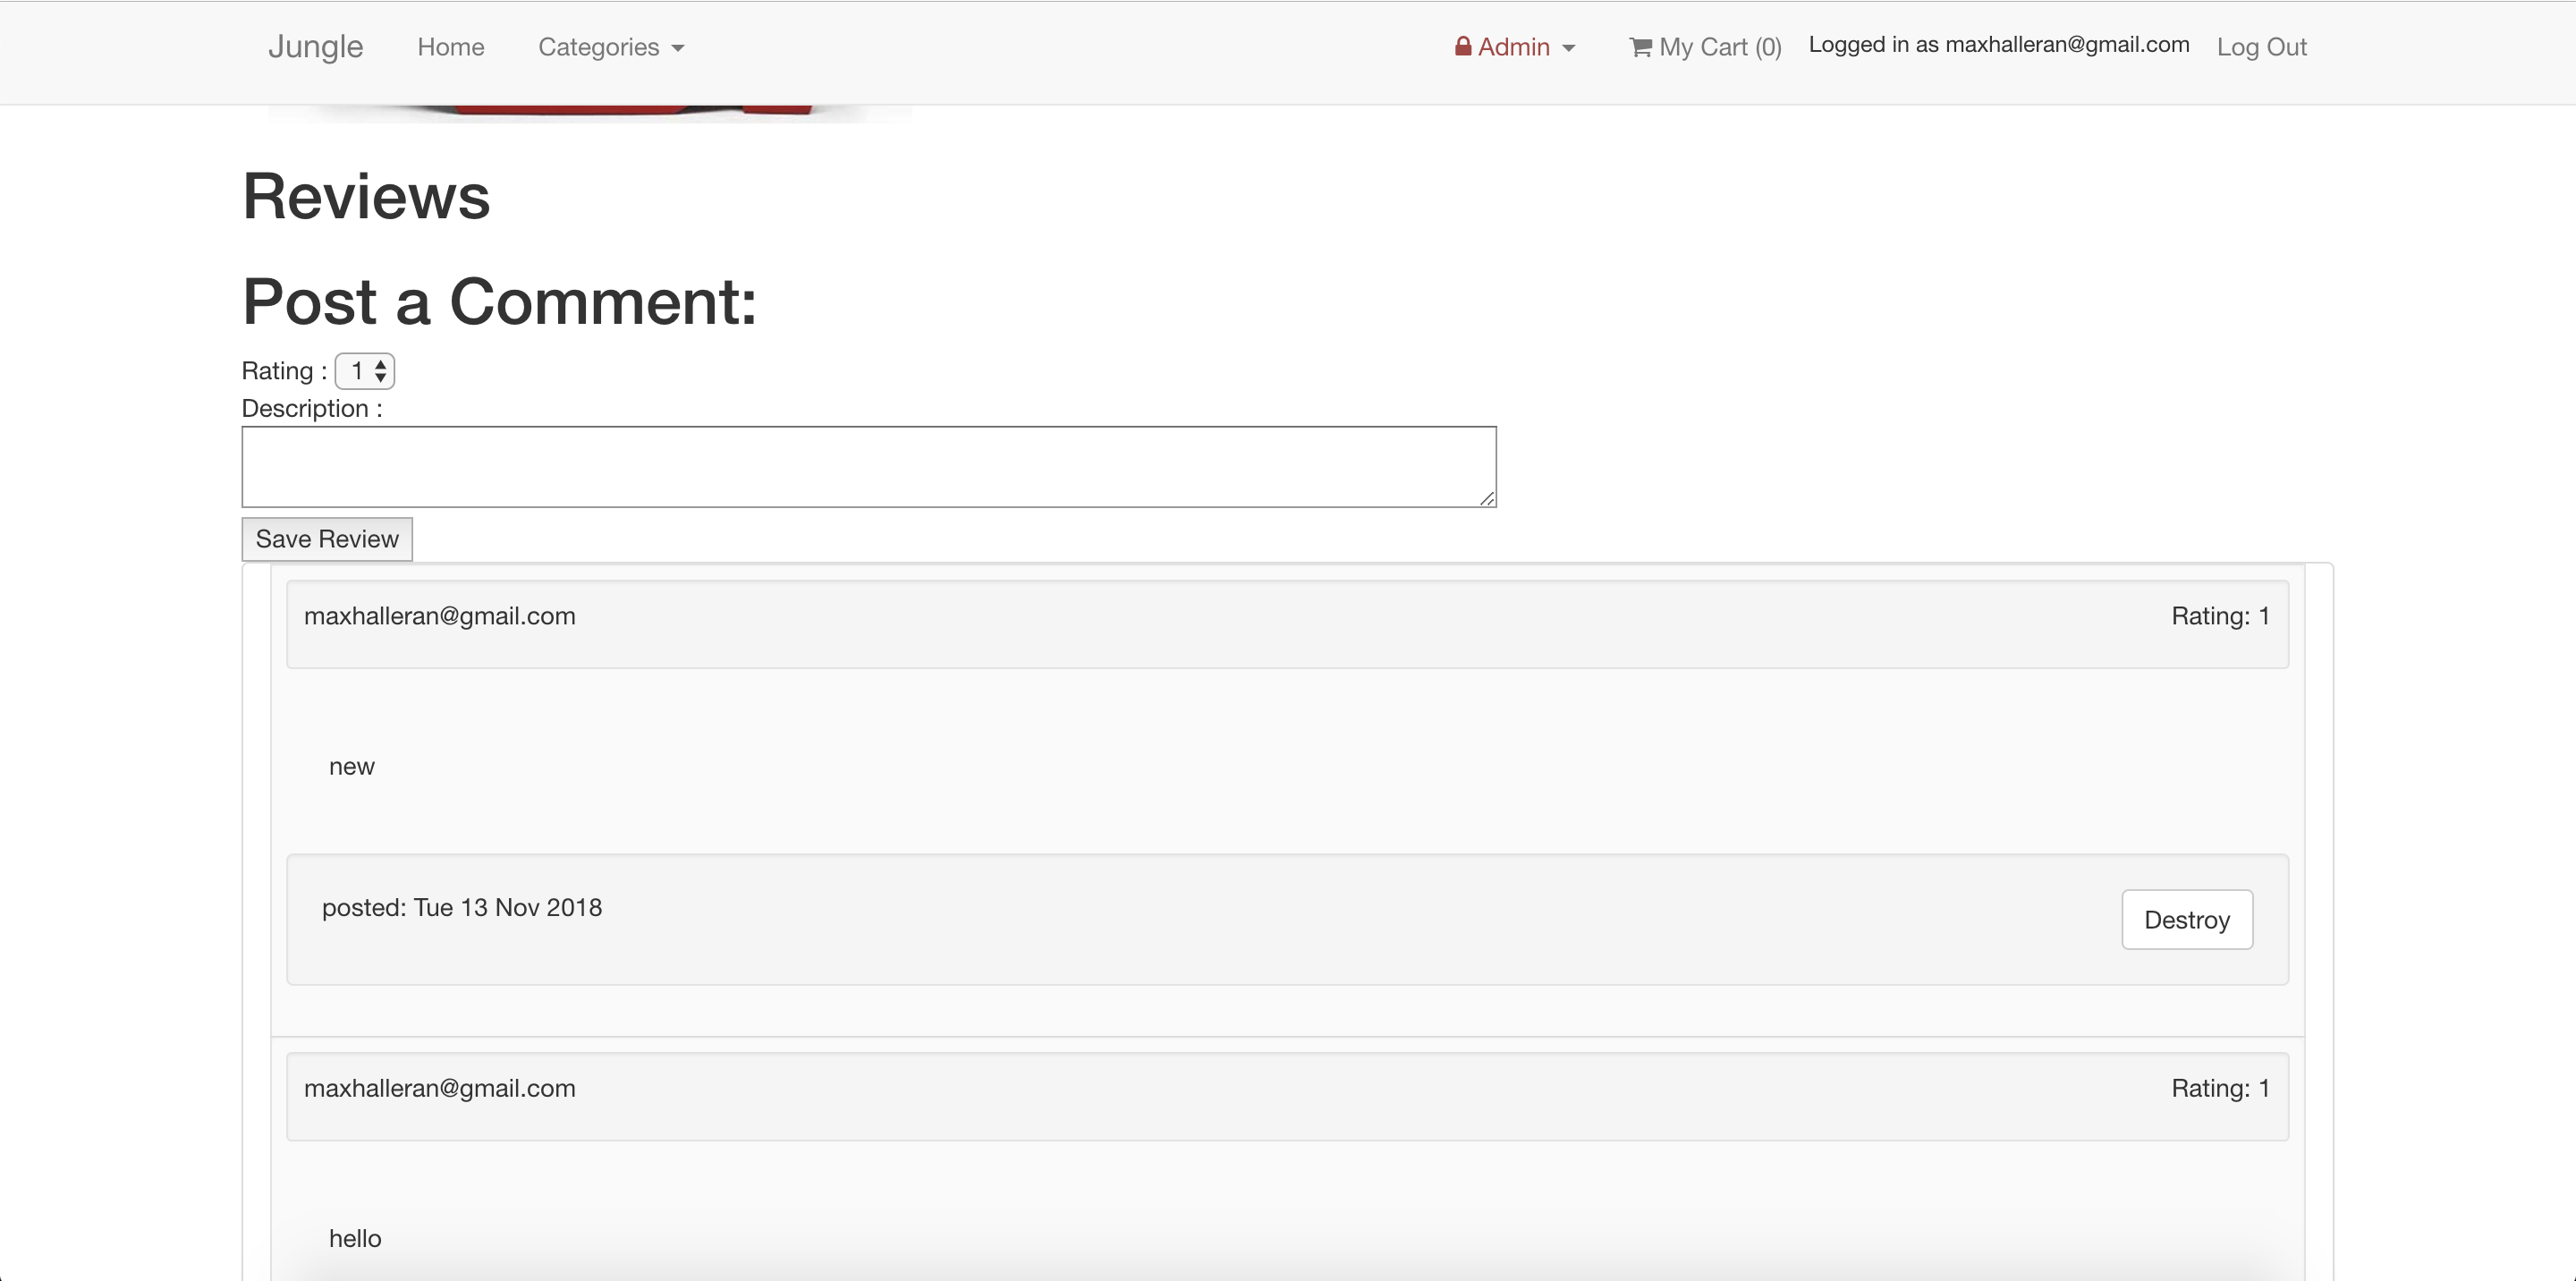 Jungle Home Categories Admin My Cart (0) Logged in as maxhalleran@gmail.com Log Out
Reviews
Post a Comment:
Rating : 1
Description :
Save Review
maxhalleran@gmail.com Rating: 1
new
posted: Tue 13 Nov 2018 Destroy
maxhalleran@gmail.com Rating: 1
hello